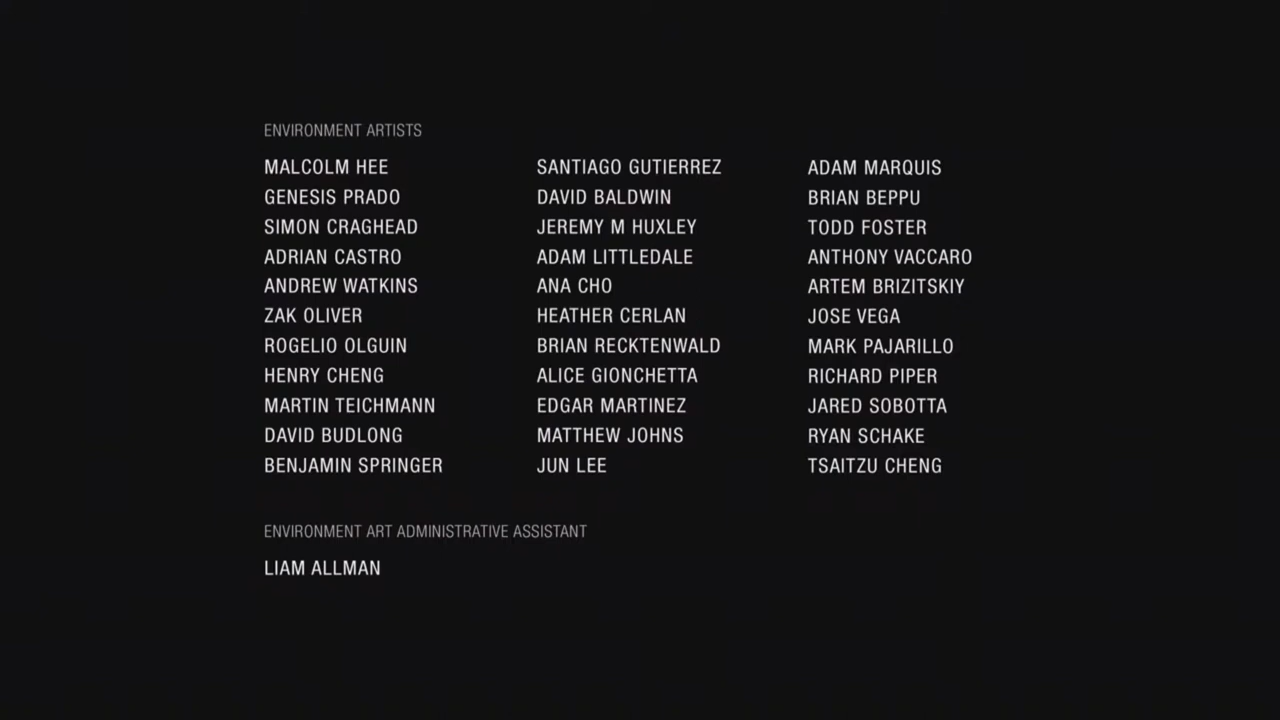 ENVIRONMENT ARTISTS
MALCOLM HEE SANTIAGO GUTIERREZ ADAM MARQUIS
GENESIS PRADO DAVID BALDWIN BRIAN BEPPU
SIMON CRAGHEAD JEREMY M HUXLEY TODD FOSTER
ADRIAN CASTRO ADAM LITTLEDALE ANTHONY VACCARO
ANDREW WATKINS ANA CHO ARTEM BRIZITSKIY
ZAK OLIVER HEATHER CERLAN JOSE VEGA
ROGELIO OLGUIN BRIAN RECKTENWALD MARK PAJARILLO
HENRY CHENG ALICE GIONCHETTA RICHARD PIPER
MARTIN TEICHMANN EDGAR MARTINEZ JARED SOBOTTA
DAVID BUDLONG MATTHEW JOHNS RYAN SCHAKE
BENJAMIN SPRINGER JUN LEE TSAITZU CHENG
ENVIRONMENT ART ADMINISTRATIVE ASSISTANT
LIAM ALLMAN